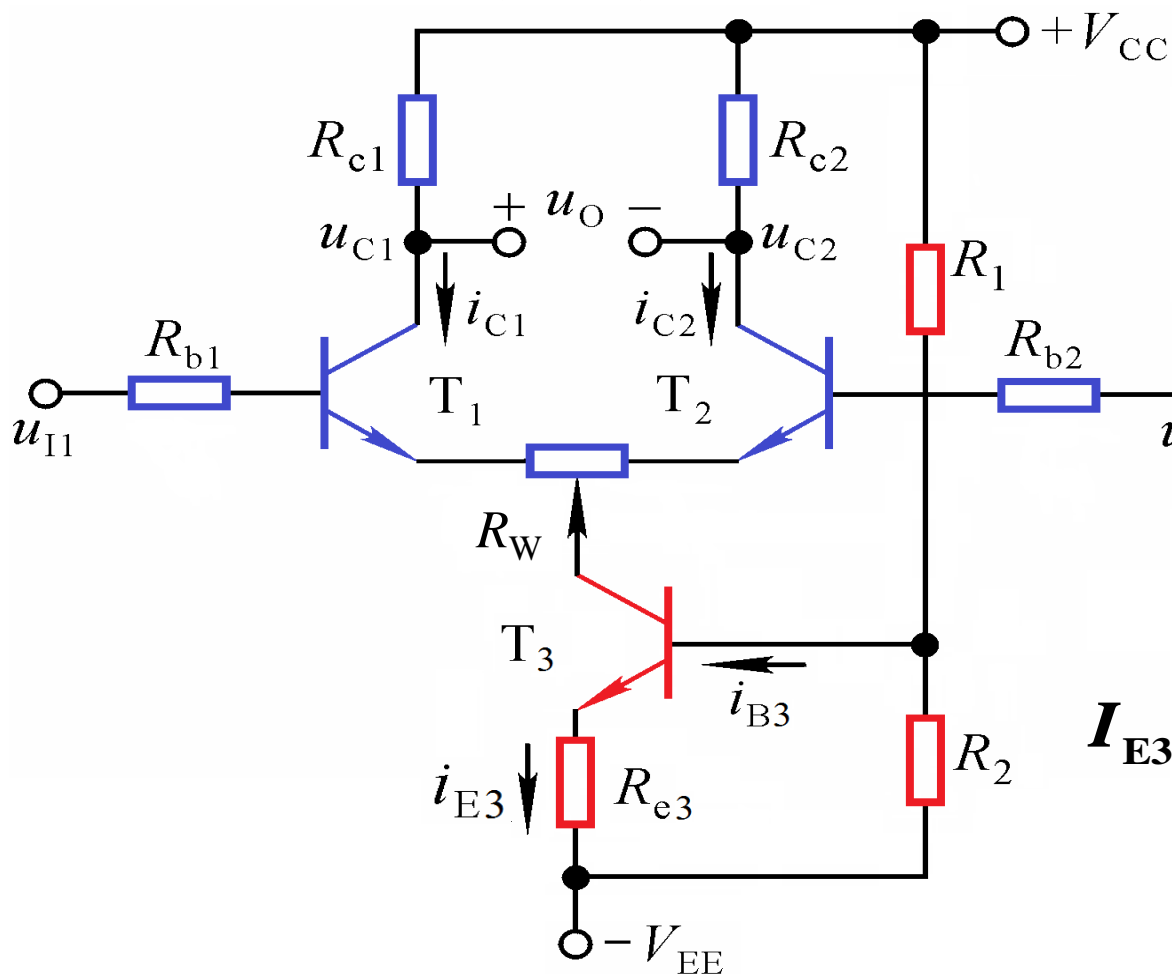 +V_CC
R_c1
R_c2
u_C1
+ u_O −
u_C2
R_1
i_C1
i_C2
R_b1
R_b2
T_1
T_2
u_I1
R_W
T_3
i_B3
I_E3
R_2
i_E3
R_e3
−V_EE